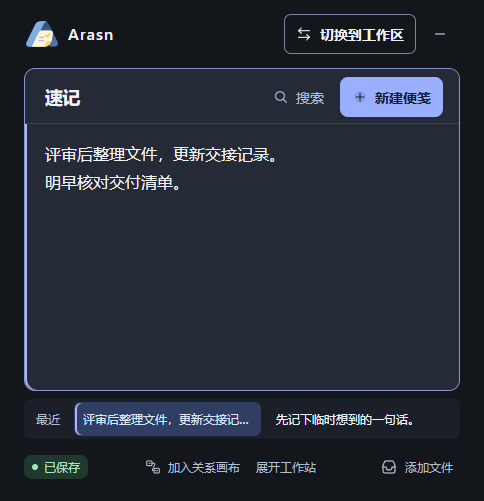 Arasn
切换到工作区
速记
搜索
新建便笺
评审后整理文件，更新交接记录。
明早核对交付清单。
最近
评审后整理文件，更新交接记...
先记下临时想到的一句话。
已保存
加入关系画布
展开工作站
添加文件